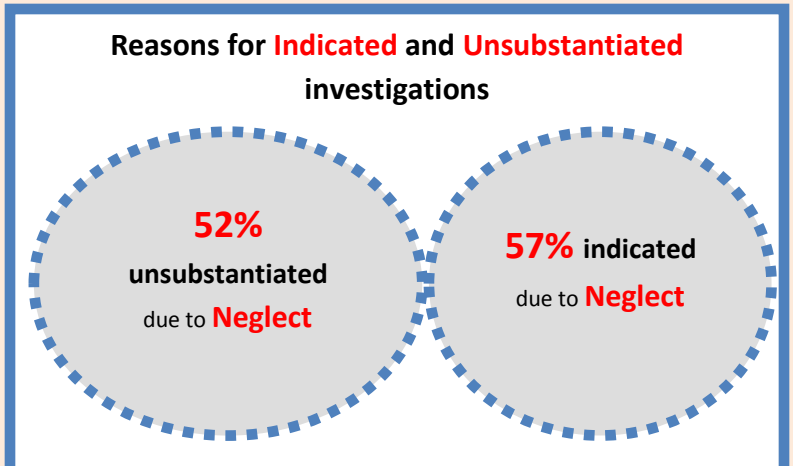 Reasons for Indicated and Unsubstantiated
investigations
52%
unsubstantiated
due to Neglect
57% indicated
due to Neglect